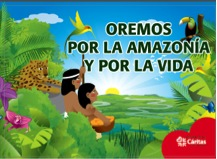 OREMOS
POR LA AMAZONÍA
Y POR LA VIDA
Cáritas